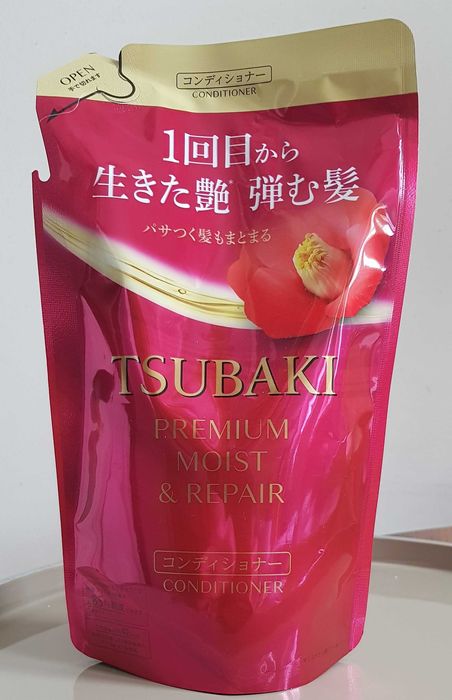 OPEN
手で切れます
コンディショナー
CONDITIONER
1回目から
生きた艶* 弾む髪
パサつく髪もまとまる
TSUBAKI
PREMIUM
MOIST
& REPAIR
コンディショナー
CONDITIONER